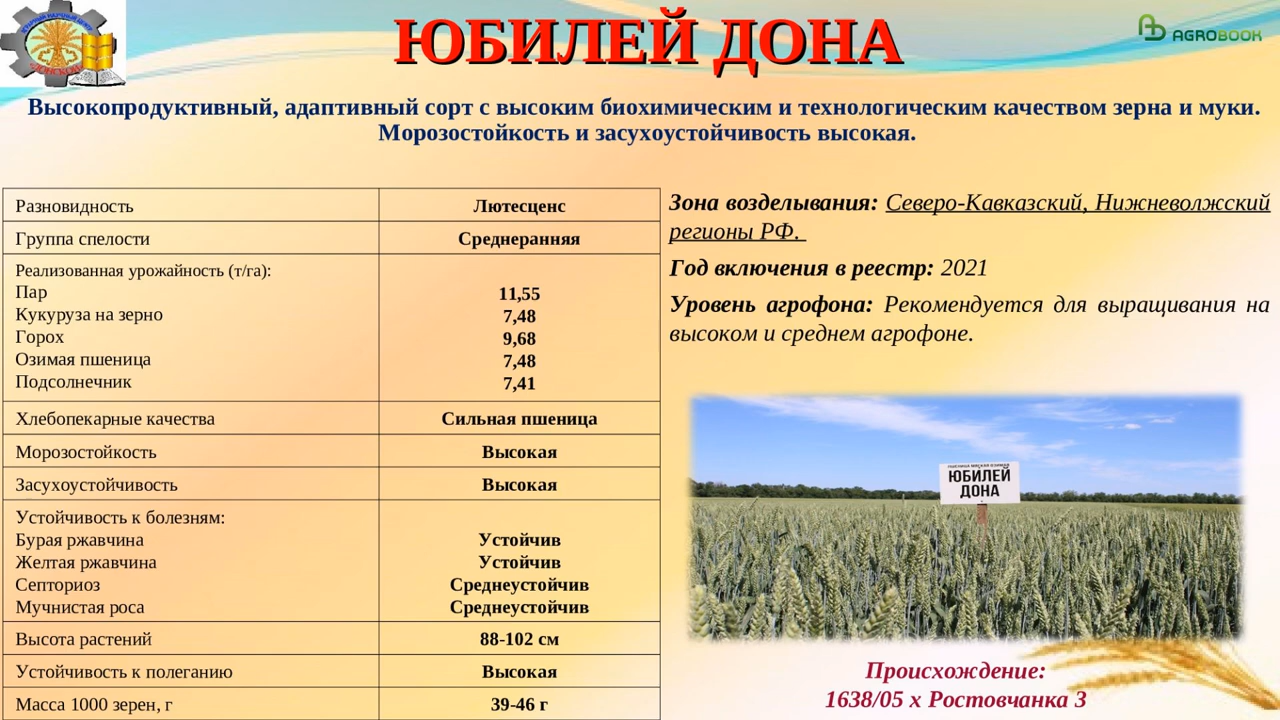 ЮБИЛЕЙ ДОНА
AGROBOOK
ДОНСКОЙ
Высокопродуктивный, адаптивный сорт с высоким биохимическим и технологическим качеством зерна и муки.
Морозостойкость и засухоустойчивость высокая.
Разновидность Лютесценс
Группа спелости Среднеранняя
Реализованная урожайность (т/га):
Пар 11,55
Кукуруза на зерно 7,48
Горох 9,68
Озимая пшеница 7,48
Подсолнечник 7,41
Хлебопекарные качества Сильная пшеница
Морозостойкость Высокая
Засухоустойчивость Высокая
Устойчивость к болезням:
Бурая ржавчина Устойчив
Желтая ржавчина Устойчив
Септориоз Среднеустойчив
Мучнистая роса Среднеустойчив
Высота растений 88-102 см
Устойчивость к полеганию Высокая
Масса 1000 зерен, г 39-46 г
Зона возделывания: Северо-Кавказский, Нижневолжский
регионы РФ.
Год включения в реестр: 2021
Уровень агрофона: Рекомендуется для выращивания на
высоком и среднем агрофоне.
ПШЕНИЦА МЯГКАЯ ОЗИМАЯ
ЮБИЛЕЙ
ДОНА
Происхождение:
1638/05 х Ростовчанка 3